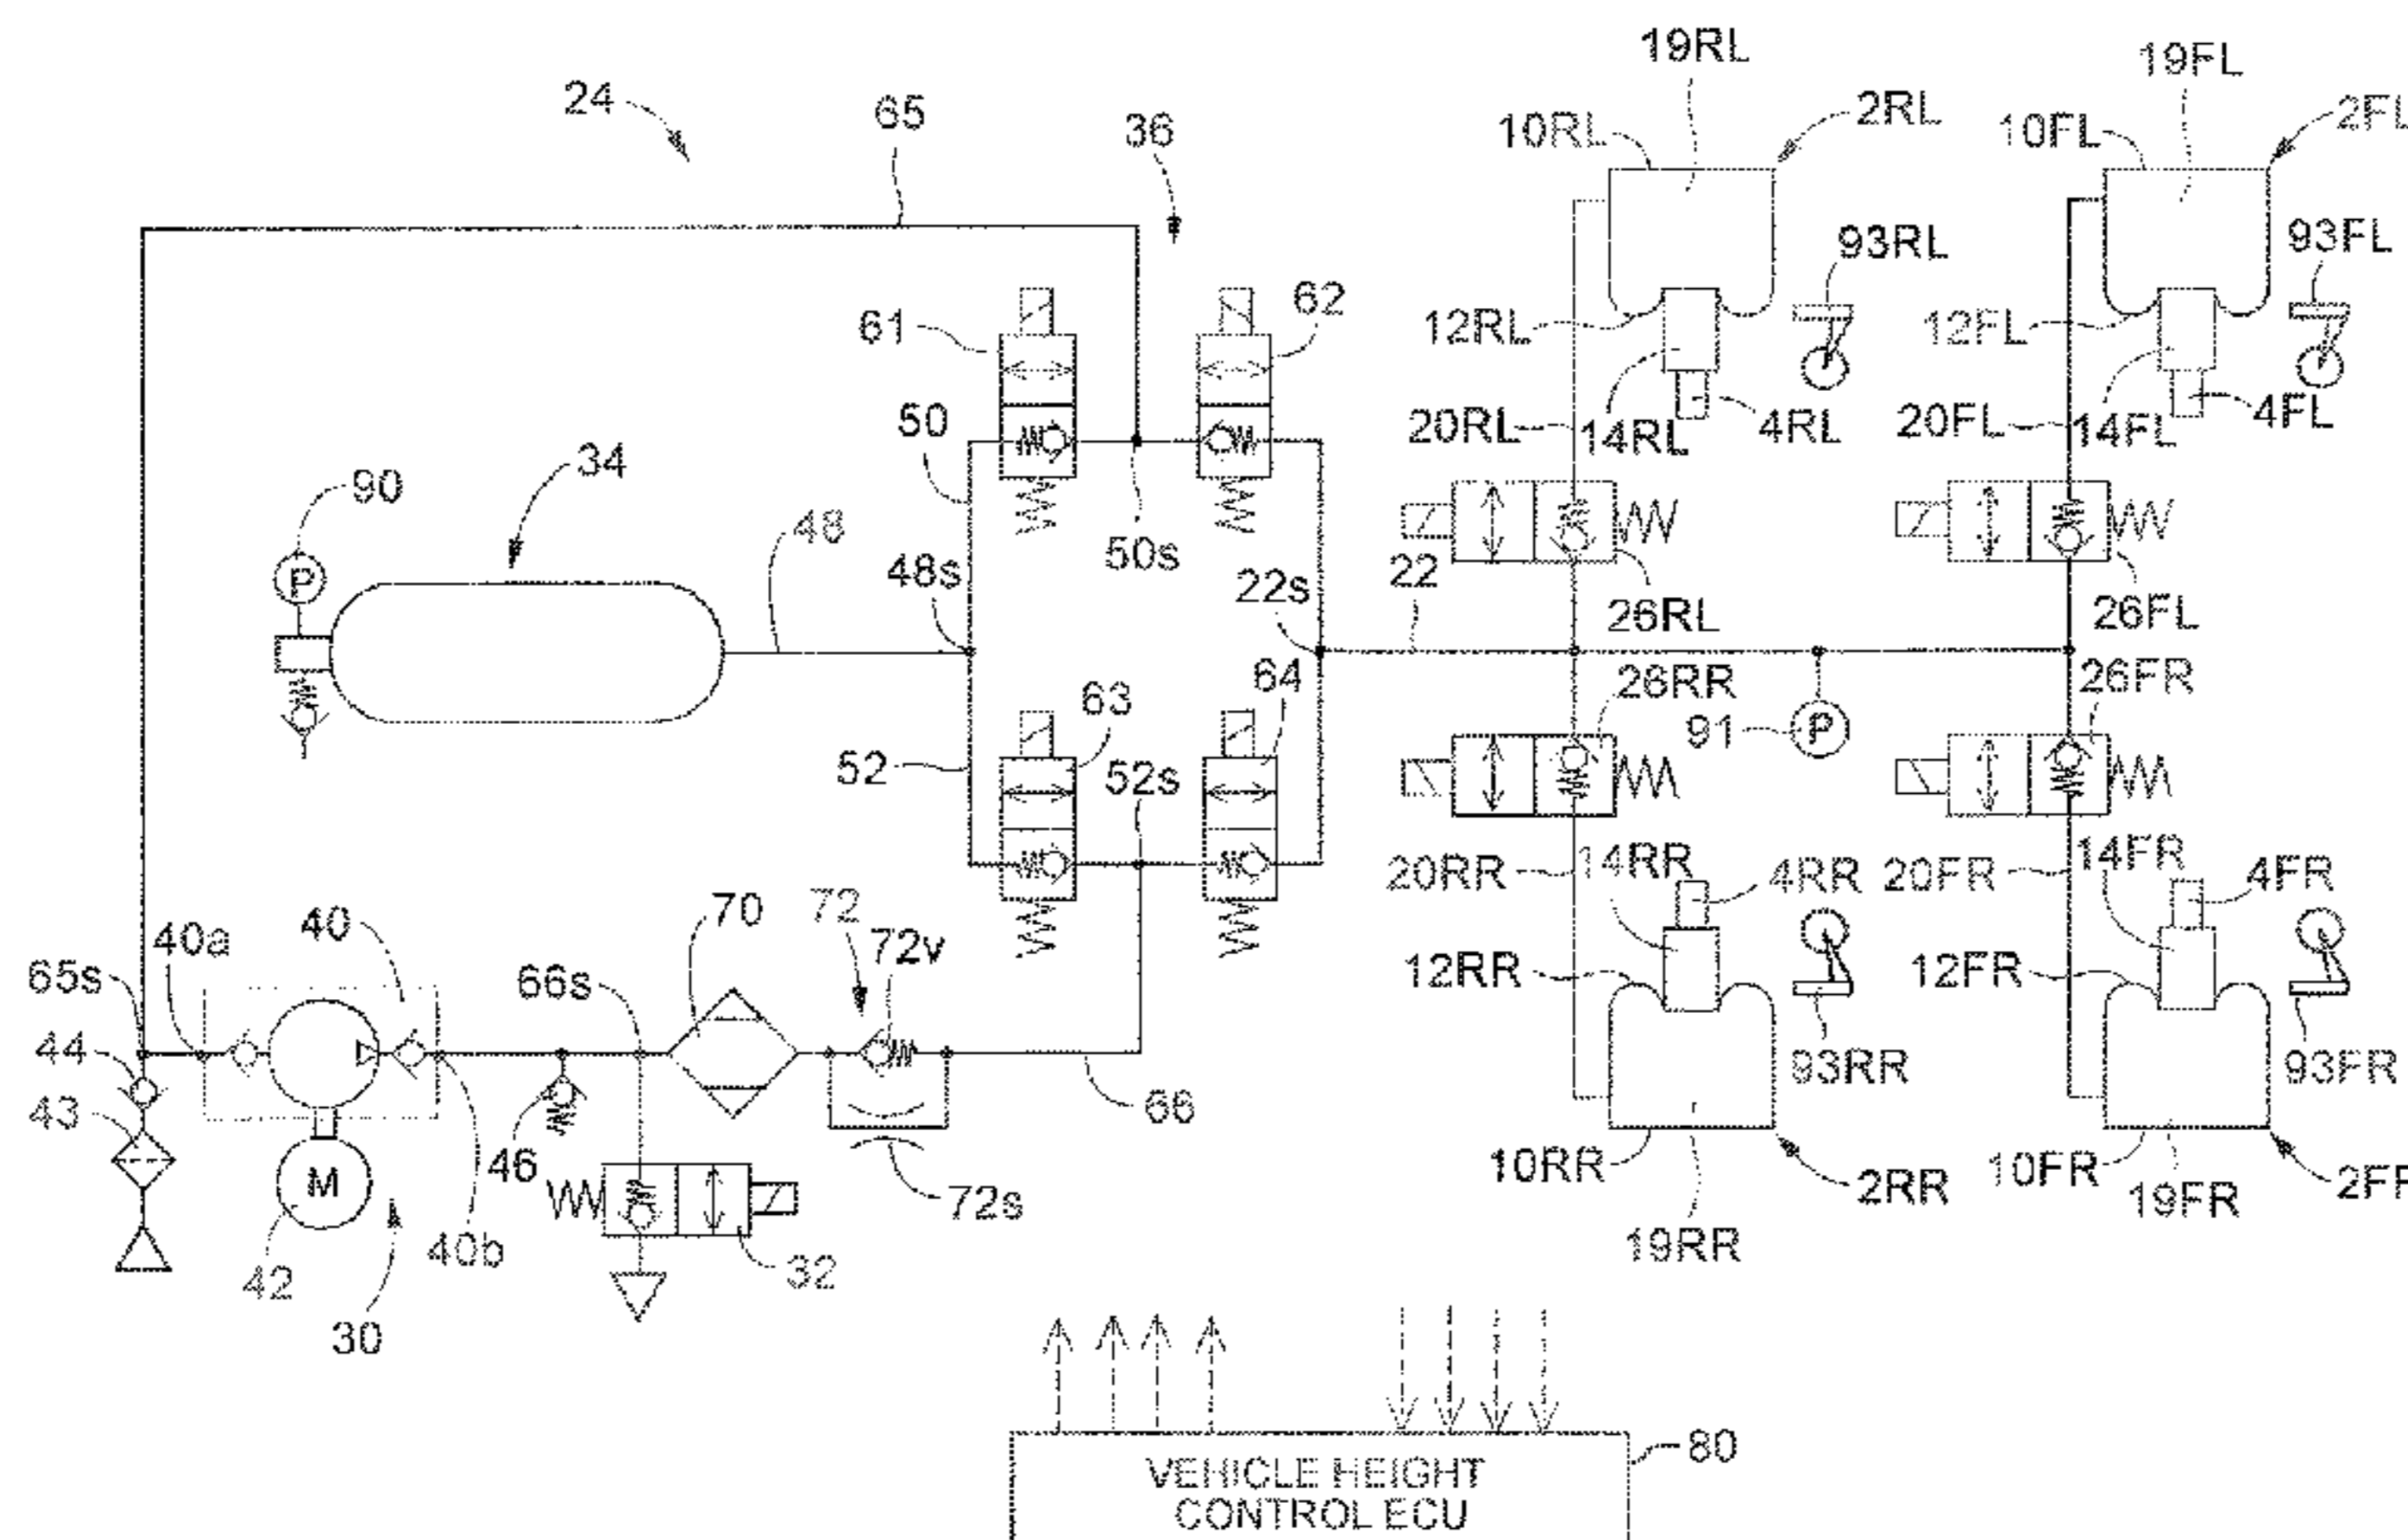 19RL
19FL
24
65
36
10RL
2RL
10FL
2FL
93RL
93FL
61
62
12RL
12FL
50
20RL
14RL
4RL
20FL
14FL
4FL
34
90
P
48
48s
50s
22s
22
26RL
26FL
63
64
26RR
26FR
91
P
52
52s
20RR
14RR
4RR
20FR
14FR
4FR
40a
40
70
72
72v
65s
66s
12RR
12FR
44
43
93RR
93FR
46
66
M
72s
10RR
2RR
10FR
2FR
42
40b
32
19RR
19FR
30
80
VEHICLE HEIGHT
CONTROL ECU